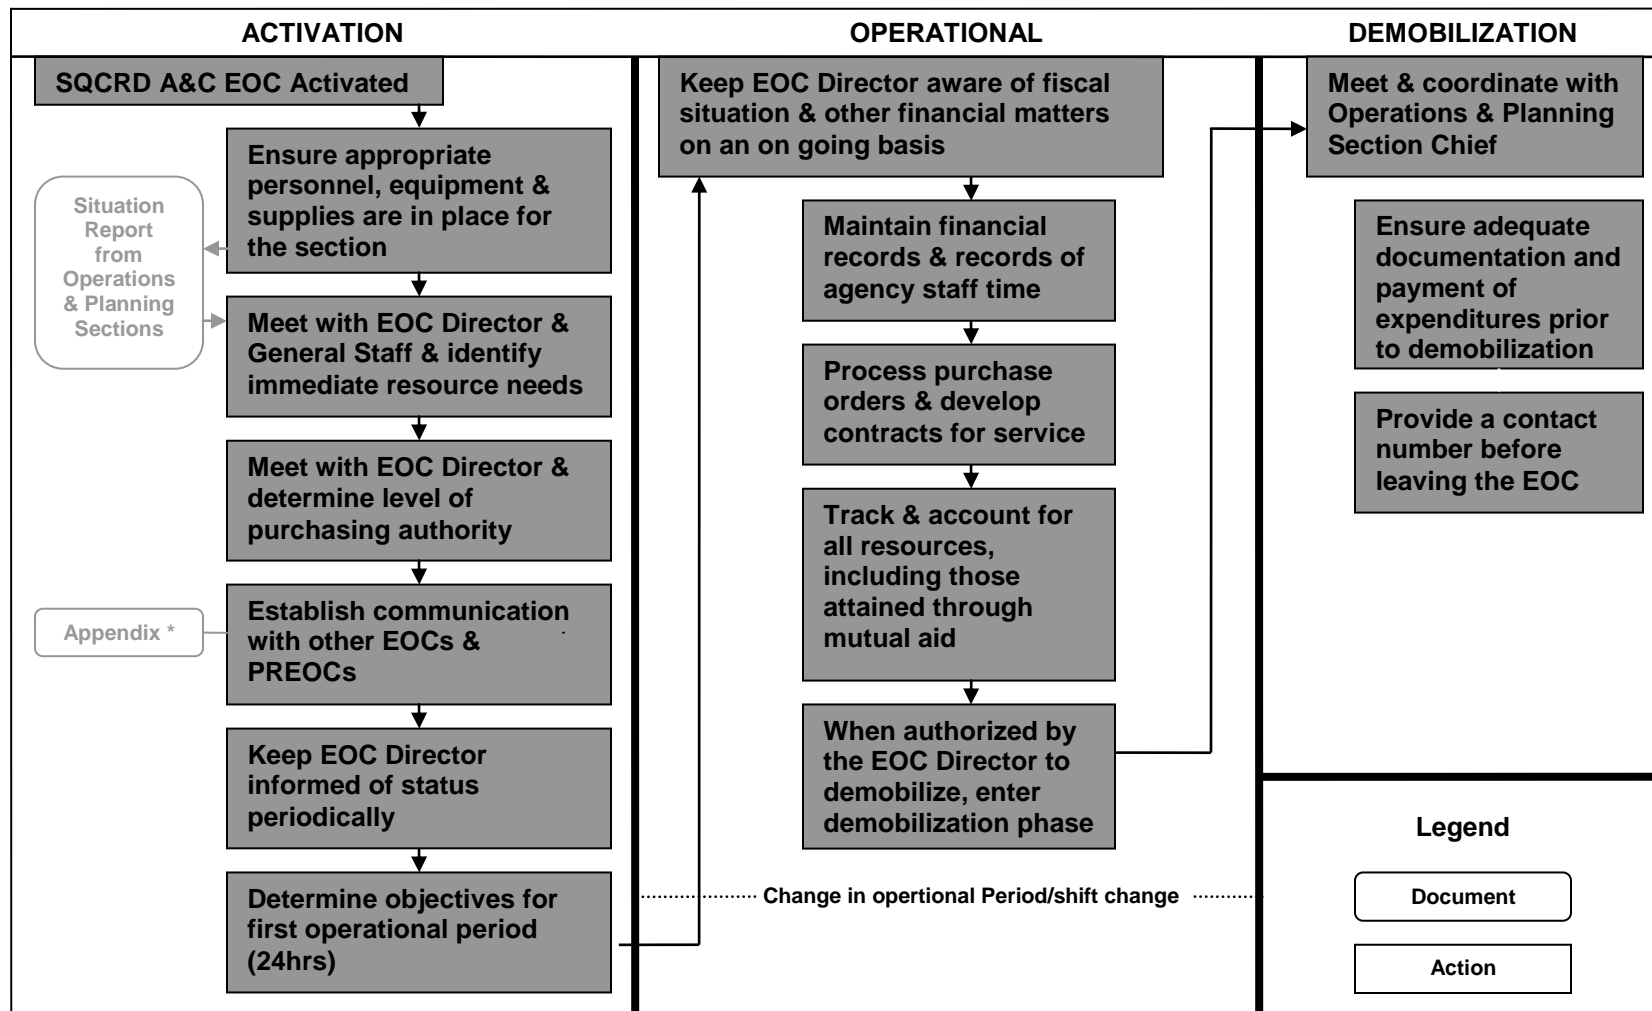 ACTIVATION
SQCRD A&C EOC Activated
Ensure appropriate
personnel, equipment &
supplies are in place for
the section
Situation
Report
from
Operations
& Planning
Sections
Meet with EOC Director &
General Staff & identify
immediate resource needs
Meet with EOC Director &
determine level of
purchasing authority
Appendix *
Establish communication
with other EOCs &
PREOCs
Keep EOC Director
informed of status
periodically
Determine objectives for
first operational period
(24hrs)
OPERATIONAL
Keep EOC Director aware of fiscal
situation & other financial matters
on an on going basis
Maintain financial
records & records of
agency staff time
Process purchase
orders & develop
contracts for service
Track & account for
all resources,
including those
attained through
mutual aid
When authorized by
the EOC Director to
demobilize, enter
demobilization phase
Change in opertional Period/shift change
DEMOBILIZATION
Meet & coordinate with
Operations & Planning
Section Chief
Ensure adequate
documentation and
payment of
expenditures prior
to demobilization
Provide a contact
number before
leaving the EOC
Legend
Document
Action